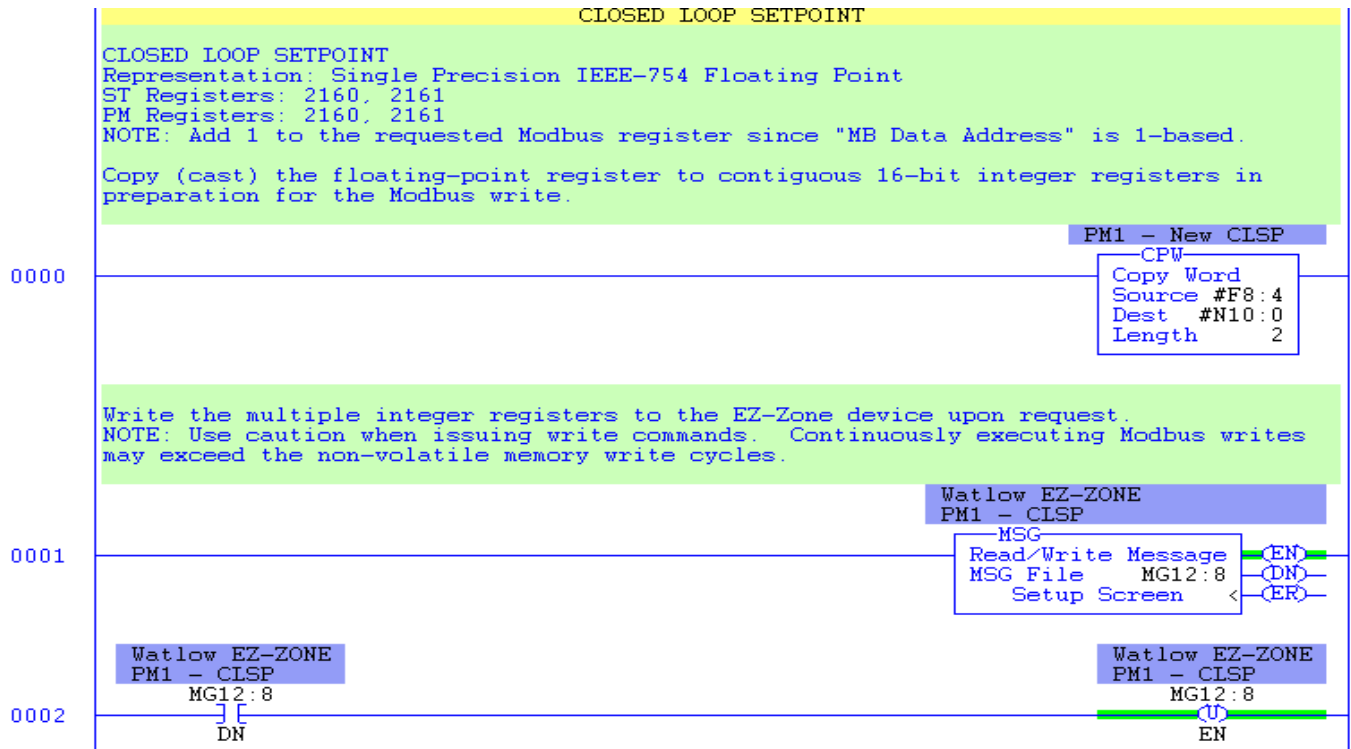 CLOSED LOOP SETPOINT
CLOSED LOOP SETPOINT
Representation: Single Precision IEEE-754 Floating Point
ST Registers: 2160, 2161
PM Registers: 2160, 2161
NOTE: Add 1 to the requested Modbus register since "MB Data Address" is 1-based.
Copy (cast) the floating-point register to contiguous 16-bit integer registers in
preparation for the Modbus write.
PM1 - New CLSP
CPW
0000
Copy Word
Source #F8:4
Dest #N10:0
Length 2
Write the multiple integer registers to the EZ-Zone device upon request.
NOTE: Use caution when issuing write commands. Continuously executing Modbus writes
may exceed the non-volatile memory write cycles.
Watlow EZ-ZONE
PM1 - CLSP
MSG
0001
Read/Write Message EN
MSG File MG12:8 DN
Setup Screen < ER
Watlow EZ-ZONE
PM1 - CLSP
MG12:8
Watlow EZ-ZONE
PM1 - CLSP
MG12:8
0002
DN
U
EN